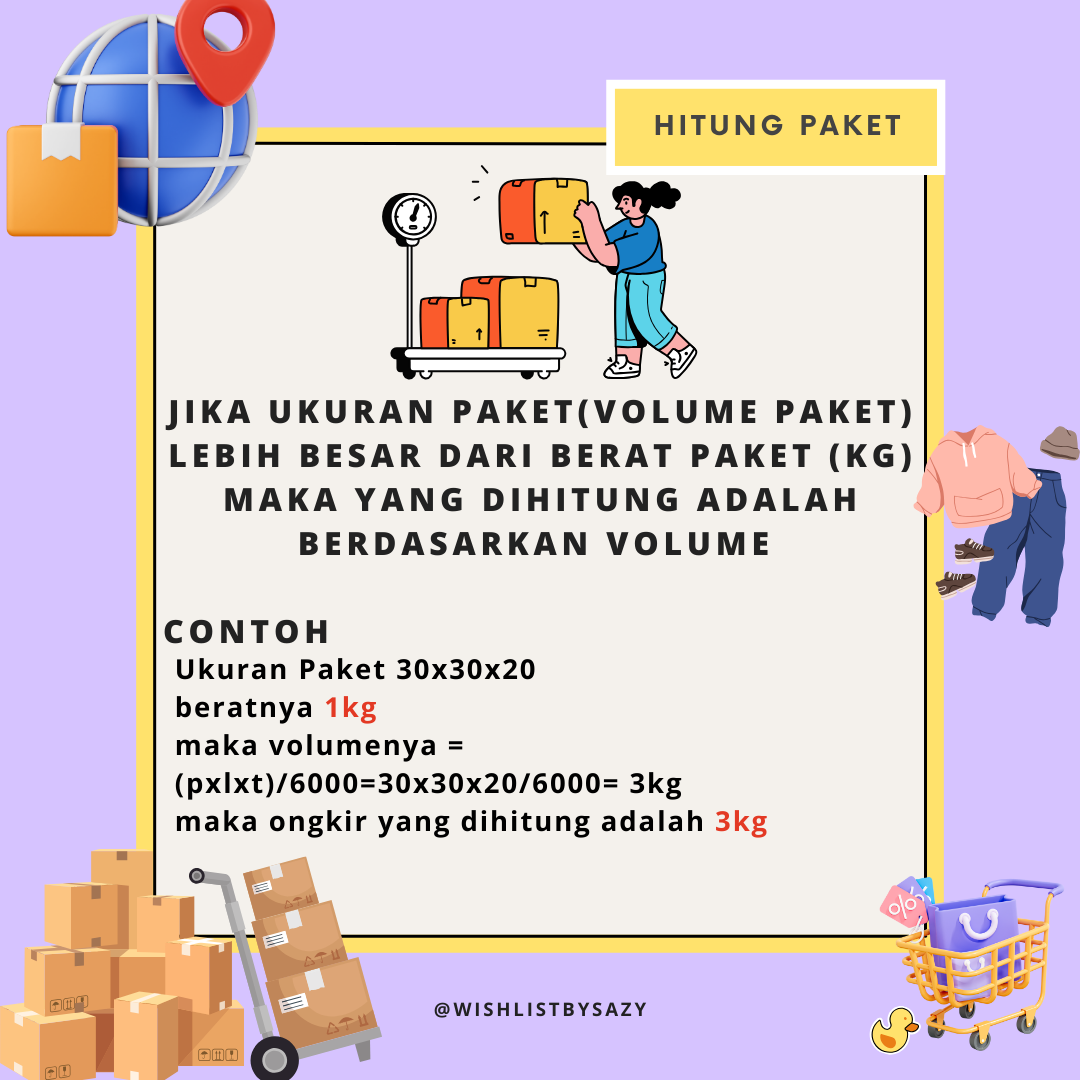 HITUNG PAKET
JIKA UKURAN PAKET(VOLUME PAKET)
LEBIH BESAR DARI BERAT PAKET (KG)
MAKA YANG DIHITUNG ADALAH
BERDASARKAN VOLUME
CONTOH
Ukuran Paket 30x30x20
beratnya 1kg
maka volumenya =
(pxlxt)/6000=30x30x20/6000= 3kg
maka ongkir yang dihitung adalah 3kg
@WISHLISTBYSAZY